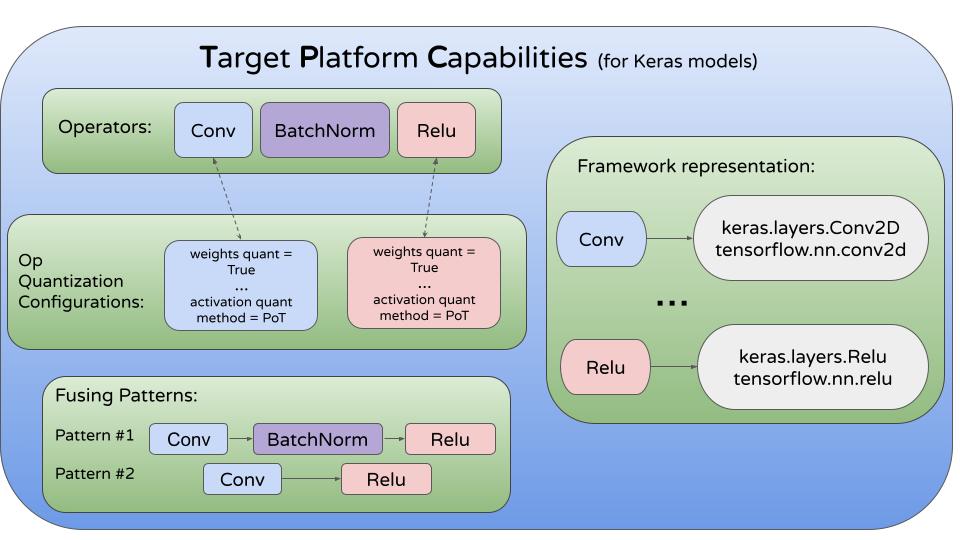 Target Platform Capabilities (for Keras models)
Operators:
Conv
BatchNorm
Relu
Op
Quantization
Configurations:
weights quant =
True
...
activation quant
method = PoT
weights quant =
True
...
activation quant
method = PoT
Fusing Patterns:
Pattern #1
Conv
BatchNorm
Relu
Pattern #2
Conv
Relu
Framework representation:
Conv
keras.layers.Conv2D
tensorflow.nn.conv2d
...
Relu
keras.layers.Relu
tensorflow.nn.relu